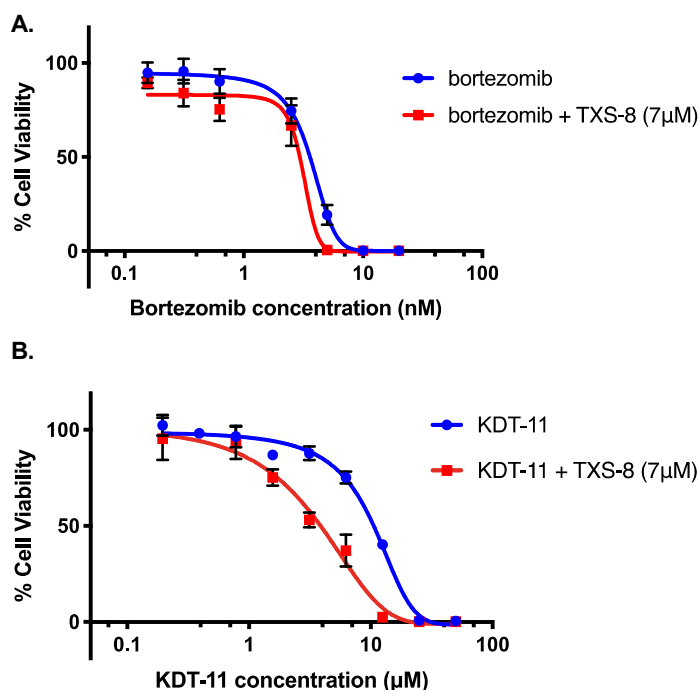 A.
100
50
0
% Cell Viability
bortezomib
bortezomib + TXS-8 (7µM)
0.1 1 10 100
Bortezomib concentration (nM)
B.
100
50
0
% Cell Viability
KDT-11
KDT-11 + TXS-8 (7µM)
0.1 1 10 100
KDT-11 concentration (µM)